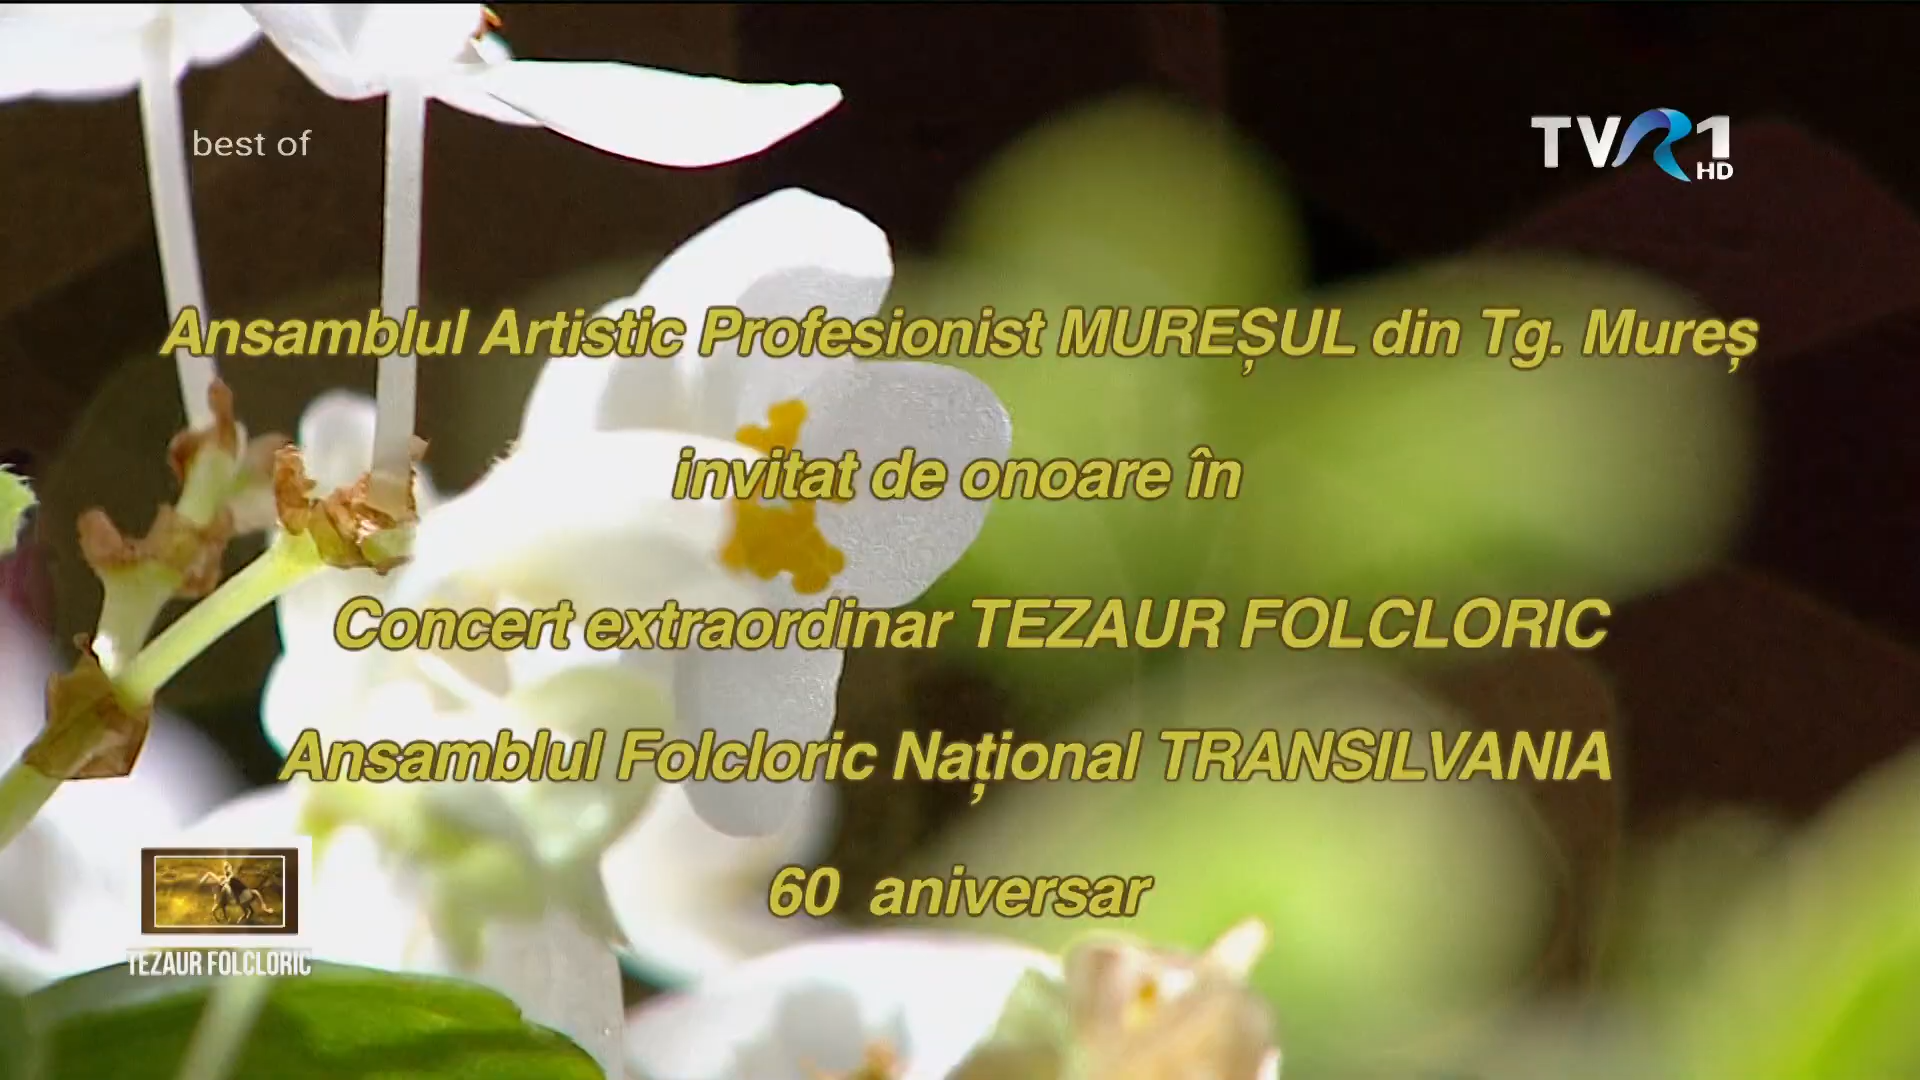 best of
TVR1
HD
Ansamblul Artistic Profesionist MUREȘUL din Tg. Mureș
invitat de onoare în
Concert extraordinar TEZAUR FOLCLORIC
Ansamblul Folcloric Național TRANSILVANIA
60 aniversar
TEZAUR FOLCLORIC